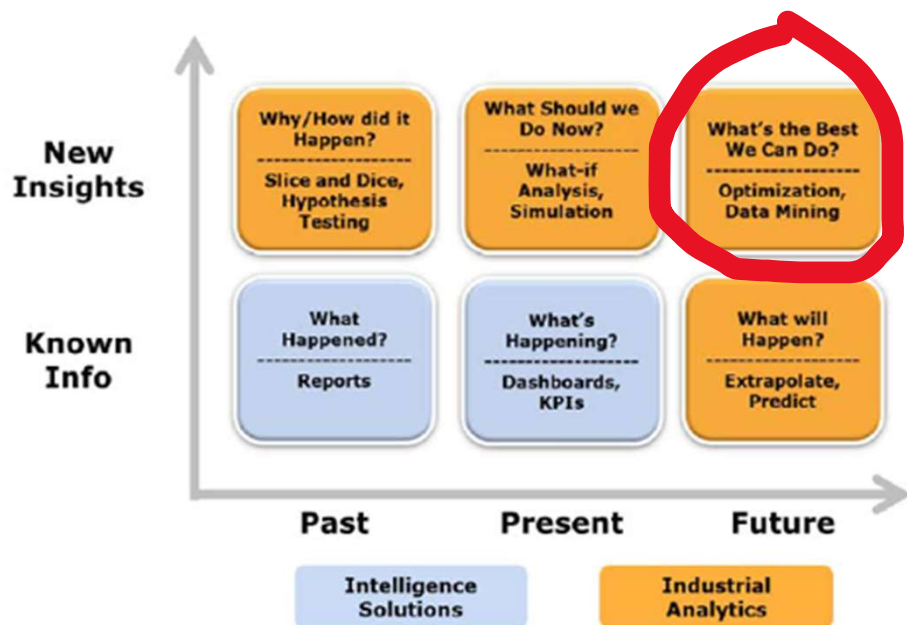 New
Insights
Why/How did it
Happen?
Slice and Dice,
Hypothesis
Testing
What Should we
Do Now?
What-if
Analysis,
Simulation
What's the Best
We Can Do?
Optimization,
Data Mining
Known
Info
What
Happened?
Reports
What's
Happening?
Dashboards,
KPIs
What will
Happen?
Extrapolate,
Predict
Past
Present
Future
Intelligence
Solutions
Industrial
Analytics